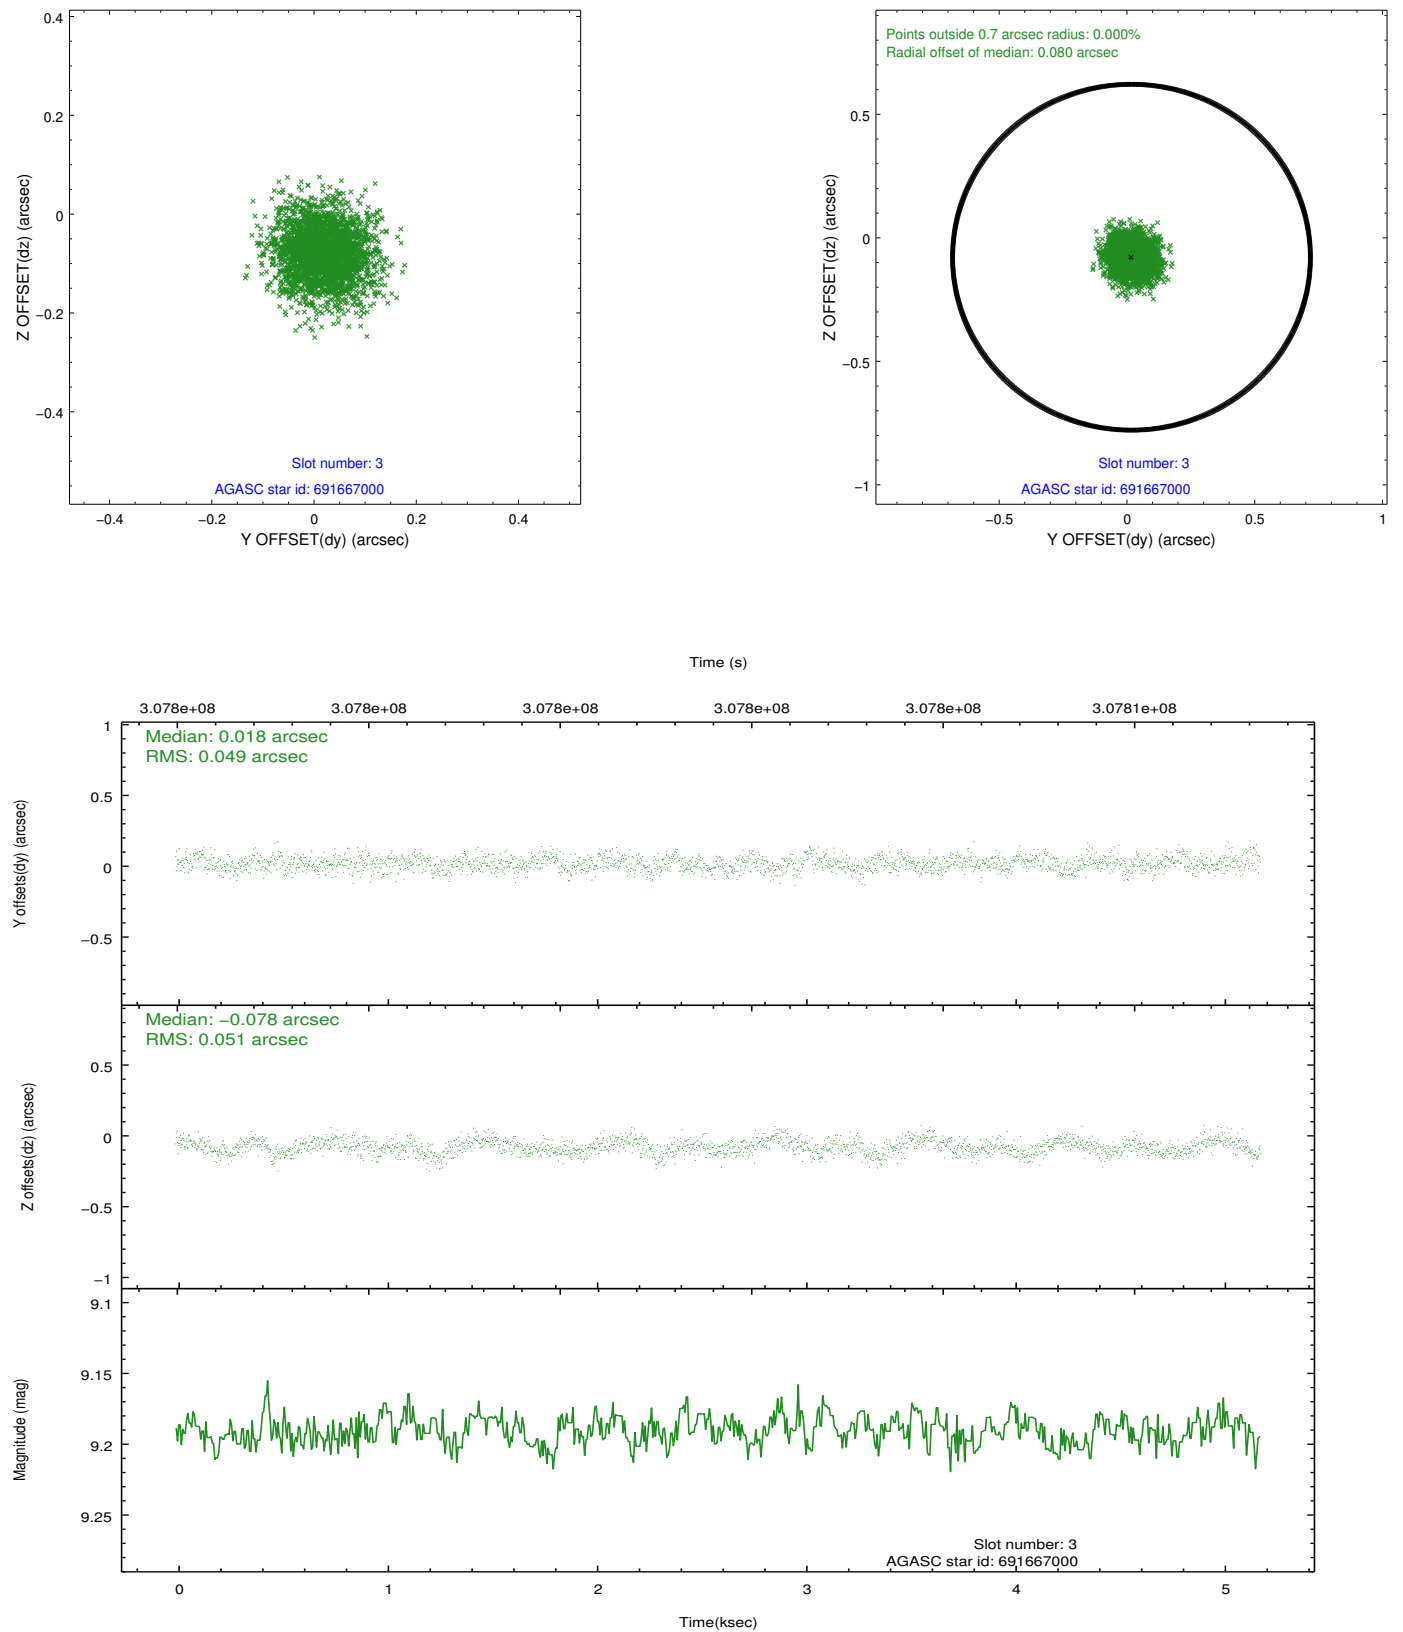 0.4
0.2
0
−0.2
−0.4
Z OFFSET(dz) (arcsec)
Slot number: 3
AGASC star id: 691667000
−0.4 −0.2 0 0.2 0.4
Y OFFSET(dy) (arcsec)
Points outside 0.7 arcsec radius: 0.000%
Radial offset of median: 0.080 arcsec
0.5
0
−0.5
−1
Z OFFSET(dz) (arcsec)
Slot number: 3
AGASC star id: 691667000
−0.5 0 0.5 1
Y OFFSET(dy) (arcsec)
Time (s)
3.078e+08 3.078e+08 3.078e+08 3.078e+08 3.078e+08 3.0781e+08
Median: 0.018 arcsec
RMS: 0.049 arcsec
1
0.5
0
−0.5
Y offsets(dy) (arcsec)
Median: −0.078 arcsec
RMS: 0.051 arcsec
0.5
0
−0.5
−1
Z offsets(dz) (arcsec)
9.1
9.15
9.2
9.25
Magnitude (mag)
Slot number: 3
AGASC star id: 691667000
0 1 2 3 4 5
Time(ksec)